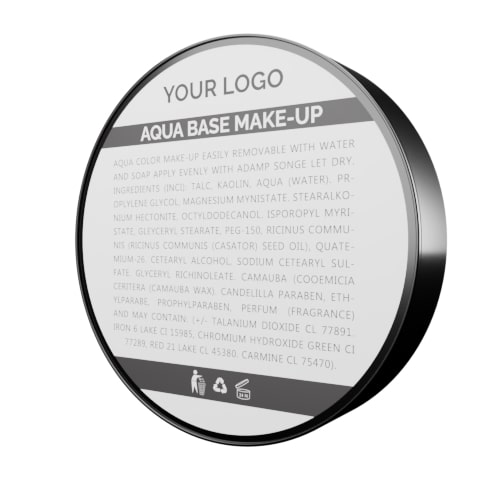 YOUR LOGO
AQUA BASE MAKE-UP
AQUA COLOR MAKE-UP EASILY REMOVABLE WITH WATER
AND SOAP APPLY EVENLY WITH ADAMP SONGE LET DRY.
INGREDIENTS (INCI): TALC, KAOLIN, AQUA (WATER). PR-
OPLYLENE GLYCOL. MAGNESIUM MYNISTATE. STEARALKO-
NIUM HECTONITE, OCTYLDODECANOL, ISOPOROPYL MYRI-
STATE, GLEYCERYL STEARATE, PEG-150, RICINUS COMMU-
NIS (RICINUS COMMUNIS (CASATOR) SEED OIL), QUATE-
MIUM-26. CETEARYL ALCOHOL. SODIUM CETEARYL SUL-
FATE. GLYCERYL RICHINOLEATE. CAMAUBA (COOEMICIA
CERITERA (CAMAUBA WAX). CANDELILLA PARABEN, ETH-
YLPARABE, PROPHYLPARABEN, PERFUM (FRAGRANCE)
AND MAY CONTAIN: (+/- TALANIUM DIOXIDE CL 77891.
IRON 6 LAKE CI 15985, CHROMIUM HYDROXIDE GREEN CI
77289, RED 21 LAKE CL 45380. CARMINE CL 75470).
24 M